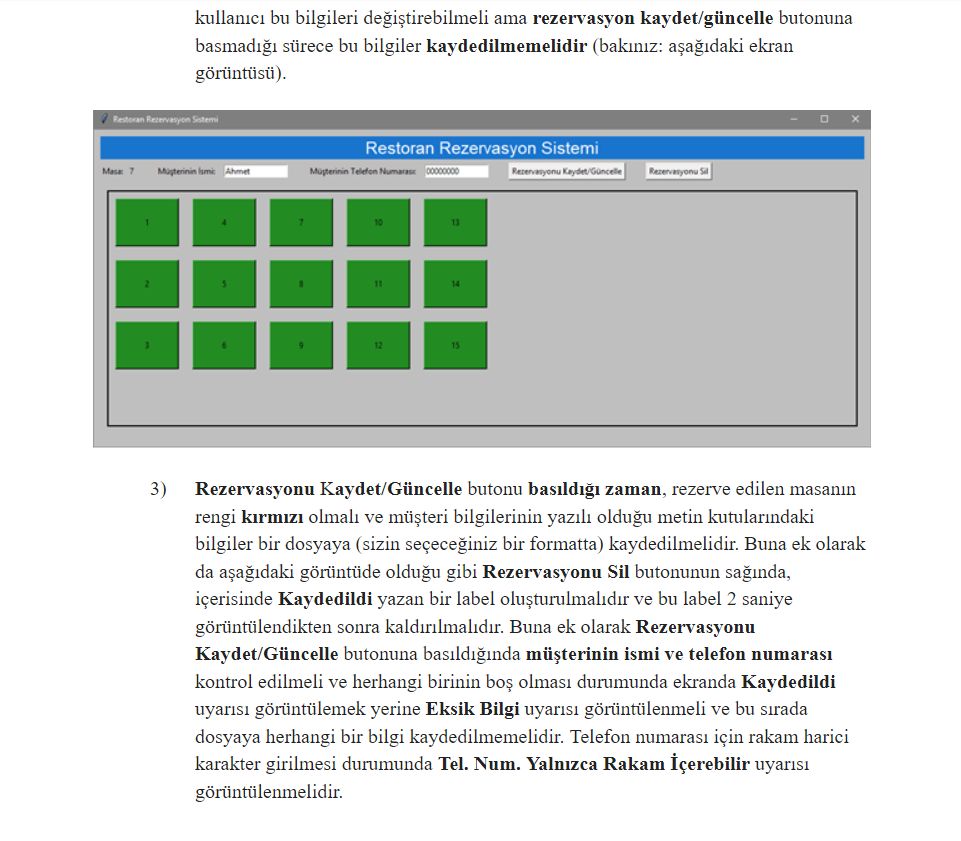 kullanıcı bu bilgileri değiştirebilmeli ama rezervasyon kaydet/güncelle butonuna
basmadığı sürece bu bilgiler kaydedilmemelidir (bakınız: aşağıdaki ekran
görüntüsü).
Restoran Rezervasyon Sistemi
Restoran Rezervasyon Sistemi
Masa: 7 Müşterinin İsmi: Ahmet Müşterinin Telefon Numarası: 00000000 Rezervasyonu Kaydet/Güncelle Rezervasyonu Sil
1 4 7 10 13
2 5 8 11 14
3 6 9 12 15
3) Rezervasyonu Kaydet/Güncelle butonu basıldığı zaman, rezerve edilen masanın
rengi kırmızı olmalı ve müşteri bilgilerinin yazılı olduğu metin kutularındaki
bilgiler bir dosyaya (sizin seçeceğiniz bir formatta) kaydedilmelidir. Buna ek olarak
da aşağıdaki görüntüde olduğu gibi Rezervasyonu Sil butonunun sağında,
içerisinde Kaydedildi yazan bir label oluşturulmalıdır ve bu label 2 saniye
görüntülendikten sonra kaldırılmalıdır. Buna ek olarak Rezervasyonu
Kaydet/Güncelle butonuna basıldığında müşterinin ismi ve telefon numarası
kontrol edilmeli ve herhangi birinin boş olması durumunda ekranda Kaydedildi
uyarısı görüntülemek yerine Eksik Bilgi uyarısı görüntülenmeli ve bu sırada
dosyaya herhangi bir bilgi kaydedilmemelidir. Telefon numarası için rakam harici
karakter girilmesi durumunda Tel. Num. Yalnızca Rakam İçerebilir uyarısı
görüntülenmelidir.